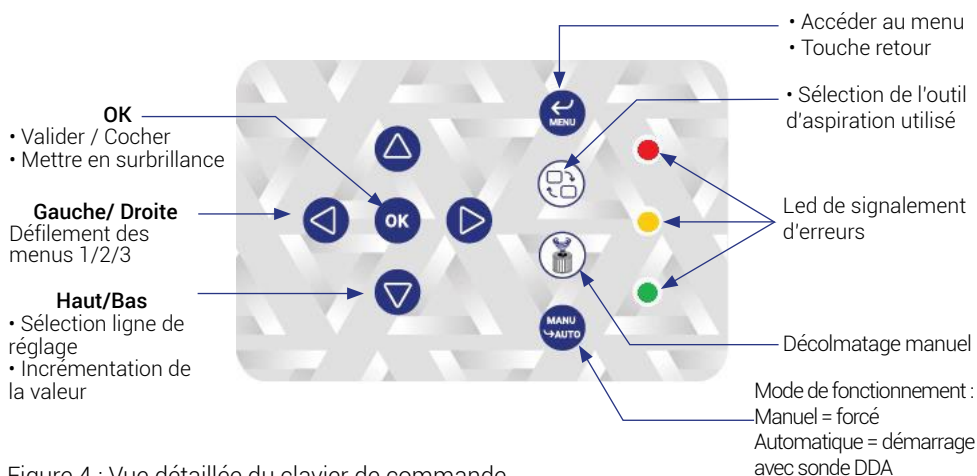 • Accéder au menu
• Touche retour
• Sélection de l'outil
d'aspiration utilisé
OK
• Valider / Cocher
• Mettre en surbrillance
Gauche/ Droite
Défilement des
menus 1/2/3
Haut/Bas
• Sélection ligne de
réglage
• Incrémentation de
la valeur
MENU
OK
MANU
↪AUTO
Led de signalement
d'erreurs
Décolmatage manuel
Mode de fonctionnement :
Manuel = forcé
Automatique = démarrage
avec sonde DDA
Figure 4 : Vue détaillée du clavier de commande